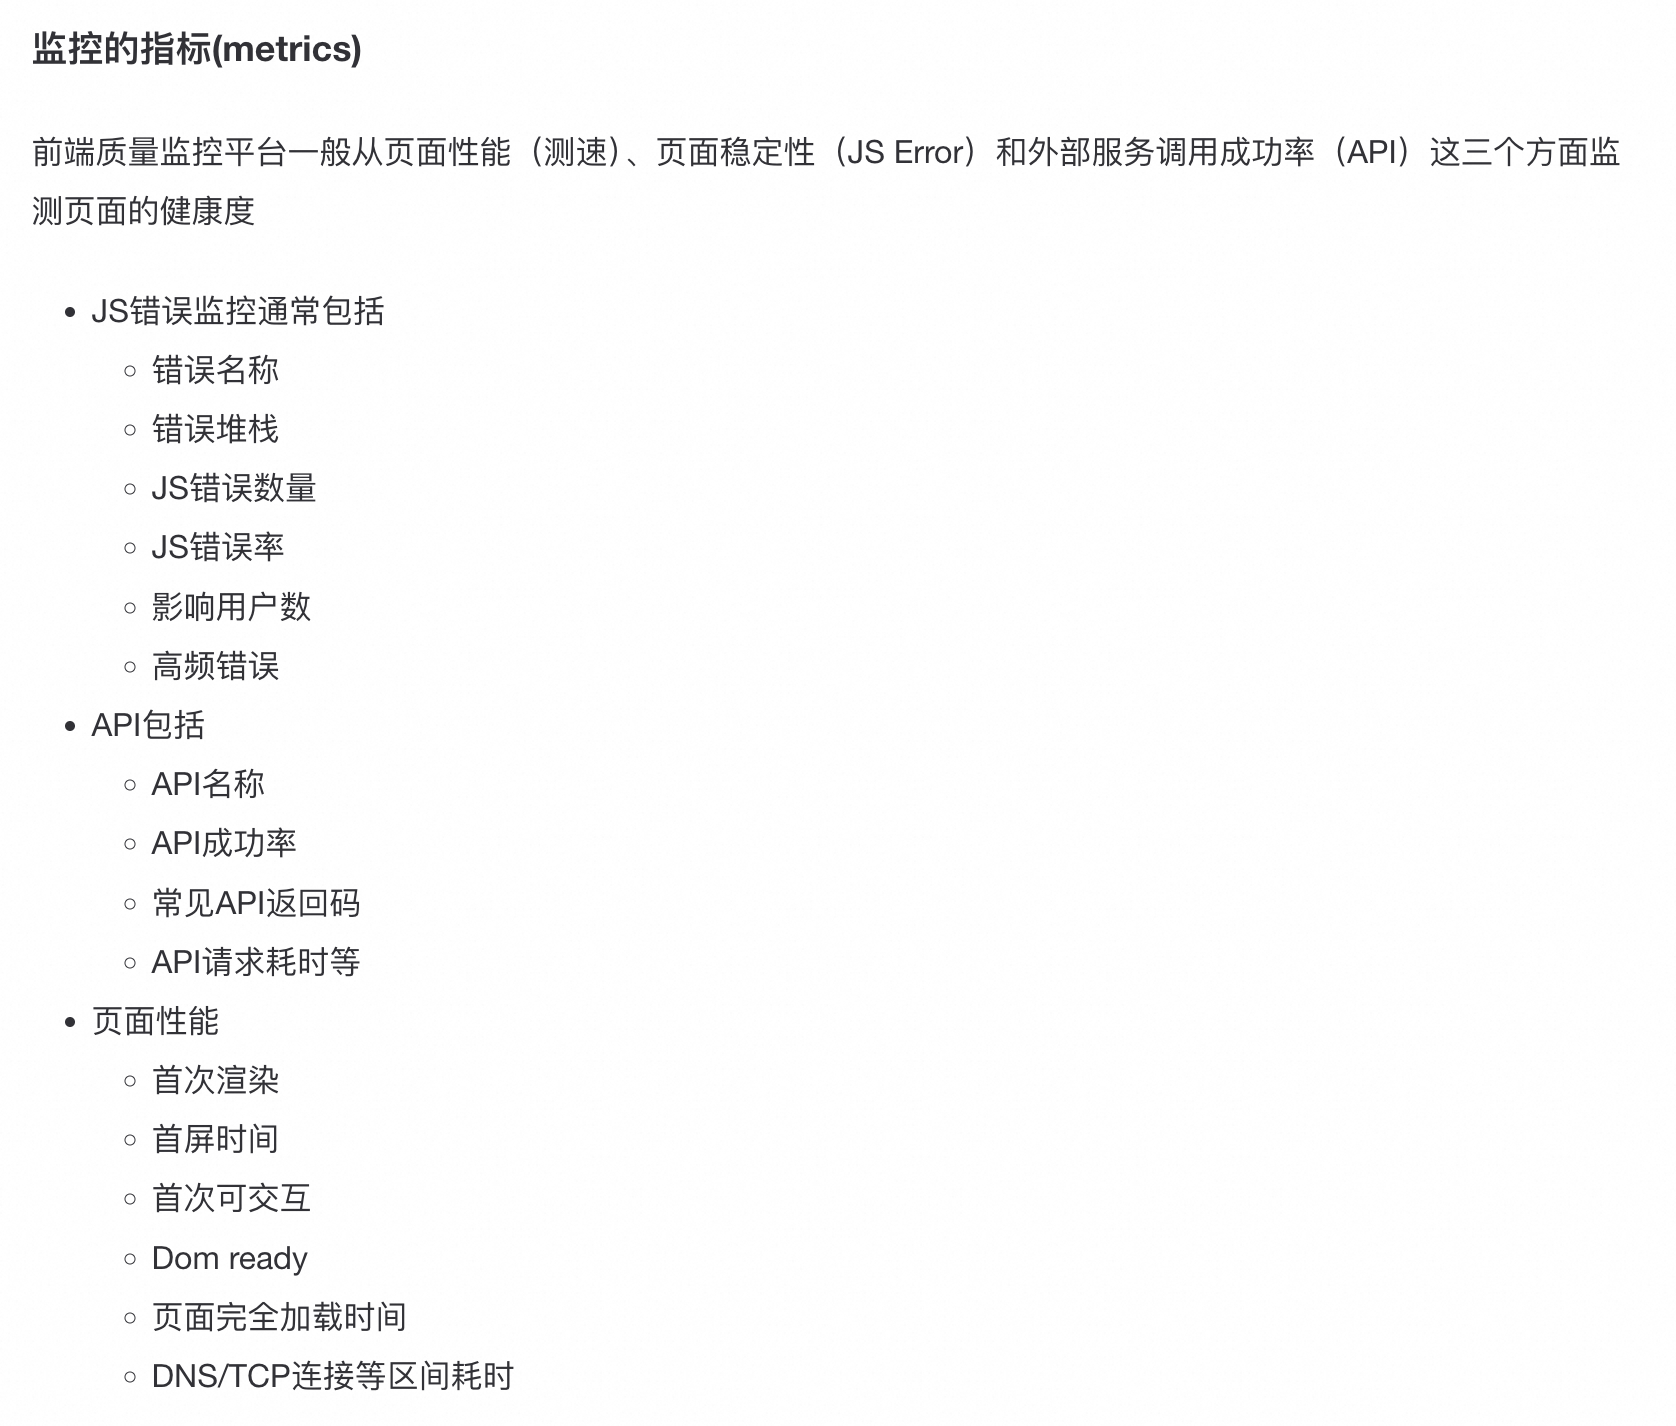 监控的指标(metrics)
前端质量监控平台一般从页面性能（测速）、页面稳定性（JS Error）和外部服务调用成功率（API）这三个方面监
测页面的健康度
JS错误监控通常包括
错误名称
错误堆栈
JS错误数量
JS错误率
影响用户数
高频错误
API包括
API名称
API成功率
常见API返回码
API请求耗时等
页面性能
首次渲染
首屏时间
首次可交互
Dom ready
页面完全加载时间
DNS/TCP连接等区间耗时